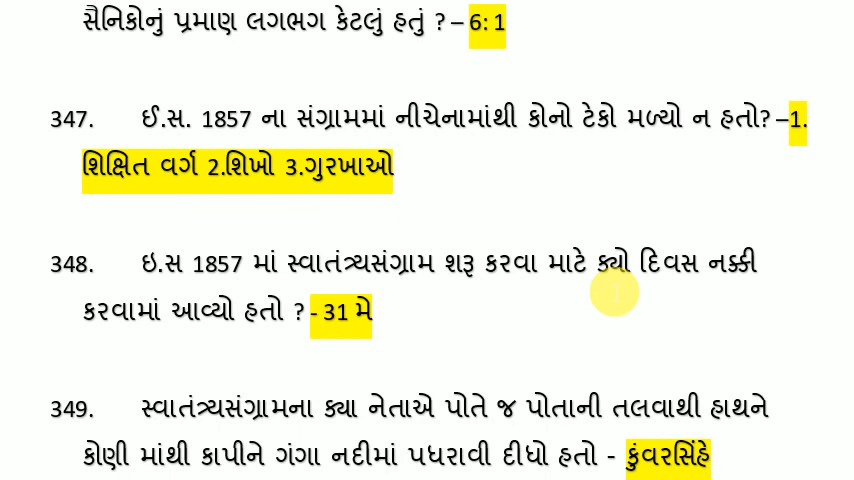 સૈનિકોનું પ્રમાણ લગભગ કેટલું હતું ? – 6: 1
347. ઈ.સ. 1857 ના સંગ્રામમાં નીચેનામાંથી કોનો ટેકો મળ્યો ન હતો? –1.
શિક્ષિત વર્ગ 2.શિખો 3.ગુરખાઓ
348. ઇ.સ 1857 માં સ્વાતંત્ર્યસંગ્રામ શરૂ કરવા માટે ક્યો દિવસ નક્કી
કરવામાં આવ્યો હતો ? - 31 મે
349. સ્વાતંત્ર્યસંગ્રામના ક્યા નેતાએ પોતે જ પોતાની તલવાથી હાથને
કોણી માંથી કાપીને ગંગા નદીમાં પધરાવી દીધો હતો - કુંવરસિંહે